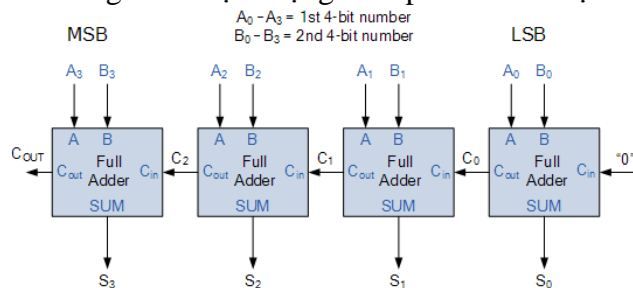 A0 – A3 = 1st 4-bit number
MSB B0 – B3 = 2nd 4-bit number LSB
A3 B3 A2 B2 A1 B1 A0 B0
A B A B A B A B
COUT C2 C1 C0 "0"
Cout Full Cin Cout Full Cin Cout Full Cin Cout Full Cin
Adder Adder Adder Adder
SUM SUM SUM SUM
S3 S2 S1 S0